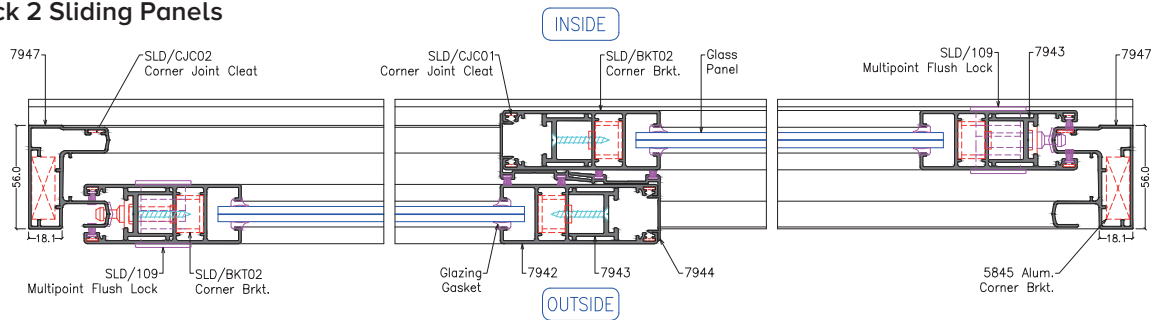 ck 2 Sliding Panels
INSIDE
7947
SLD/CJC02
Corner Joint Cleat
SLD/CJC01
Corner Joint Cleat
SLD/BKT02
Corner Brkt.
Glass
Panel
SLD/109
Multipoint Flush Lock
7943
7947
56.0
18.1
56.0
18.1
SLD/109
Multipoint Flush Lock
SLD/BKT02
Corner Brkt.
Glazing
Gasket
7942
7943
7944
5845 Alum.
Corner Brkt.
OUTSIDE